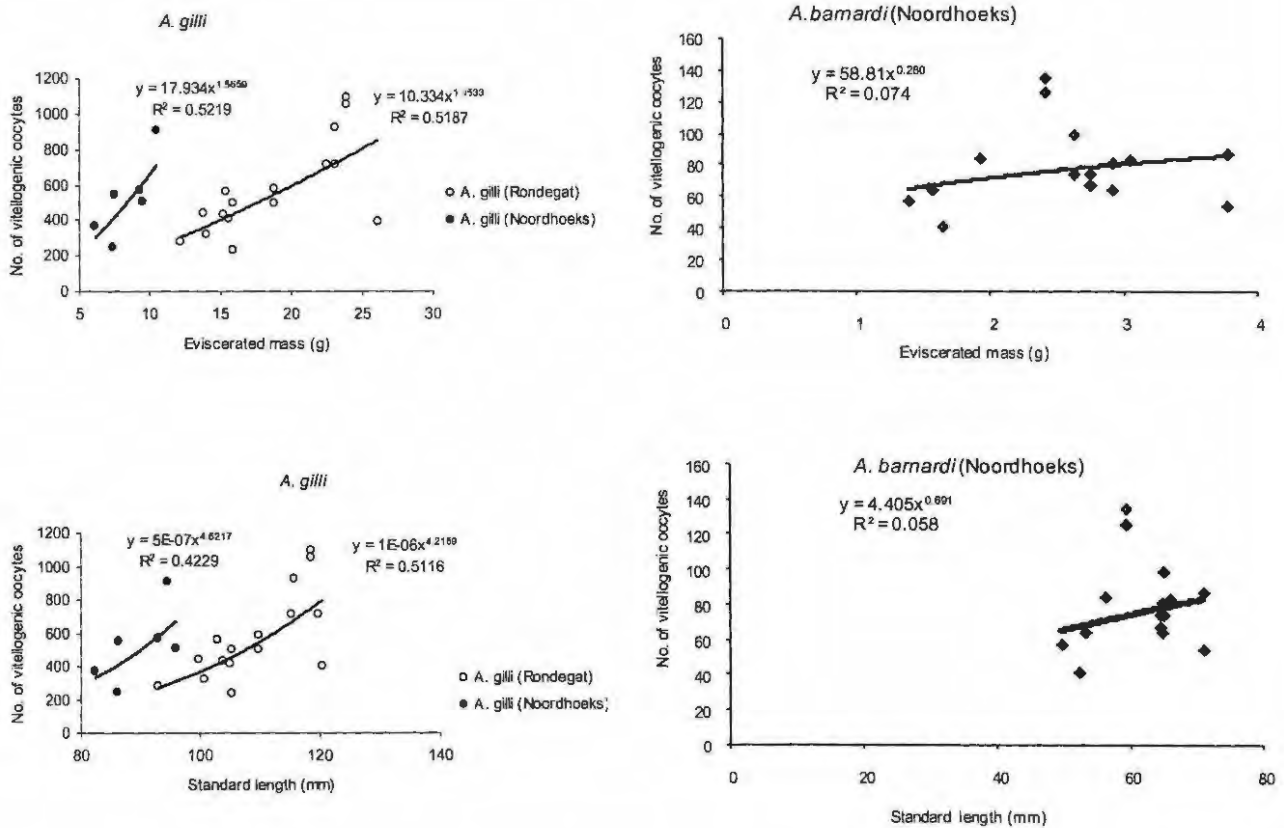 A. gilli
No. of vitellogenic oocytes
1200
1000
800
600
400
200
0
y = 17.934x^1.5659
R² = 0.5219
R² = 0.5187
5
10
15
20
25
30
Eviscerated mass (g)
A. gilli (Rondegat)
A. gilli (Noordhoeks)
A.barnardi (Noordhoeks)
No. of vitellogenic oocytes
160
140
120
100
80
60
40
20
0
y = 58.81x^0.280
R² = 0.074
0
1
2
3
4
Eviscerated mass (g)
A. gilli
No. of vitellogenic oocytes
1200
1000
800
600
400
200
0
y = 5E-07x^4.6217
R² = 0.4229
y = 1E-06x^4.2159
R² = 0.5116
80
100
120
140
Standard length (mm)
A. gilli (Rondegat)
A. gilli (Noordhoeks)
A. barnardi (Noordhoeks)
No. of vitellogenic oocytes
160
140
120
100
80
60
40
20
0
y = 4.405x^0.691
R² = 0.058
0
20
40
60
80
Standard length (mm)